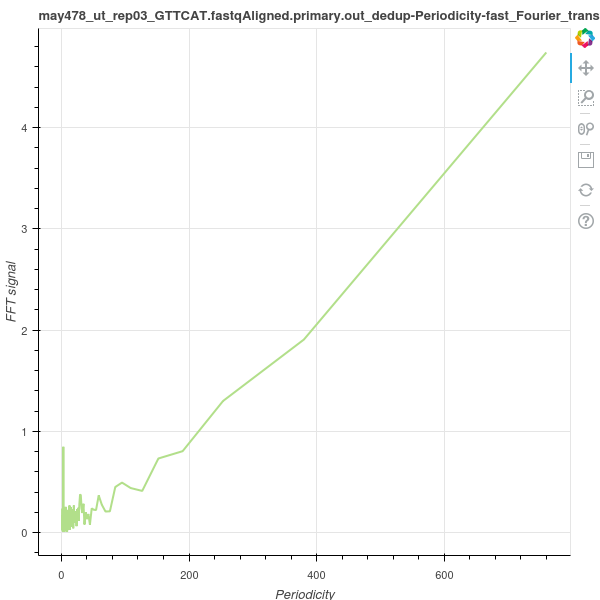 may478_ut_rep03_GTTCAT.fastqAligned.primary.out_dedup-Periodicity-fast_Fourier_trans
4
3
2
1
0
FFT signal
0 200 400 600
Periodicity